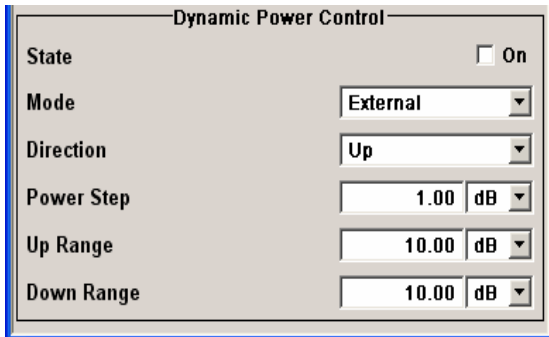 Dynamic Power Control
State On
Mode External
Direction Up
Power Step 1.00 dB
Up Range 10.00 dB
Down Range 10.00 dB